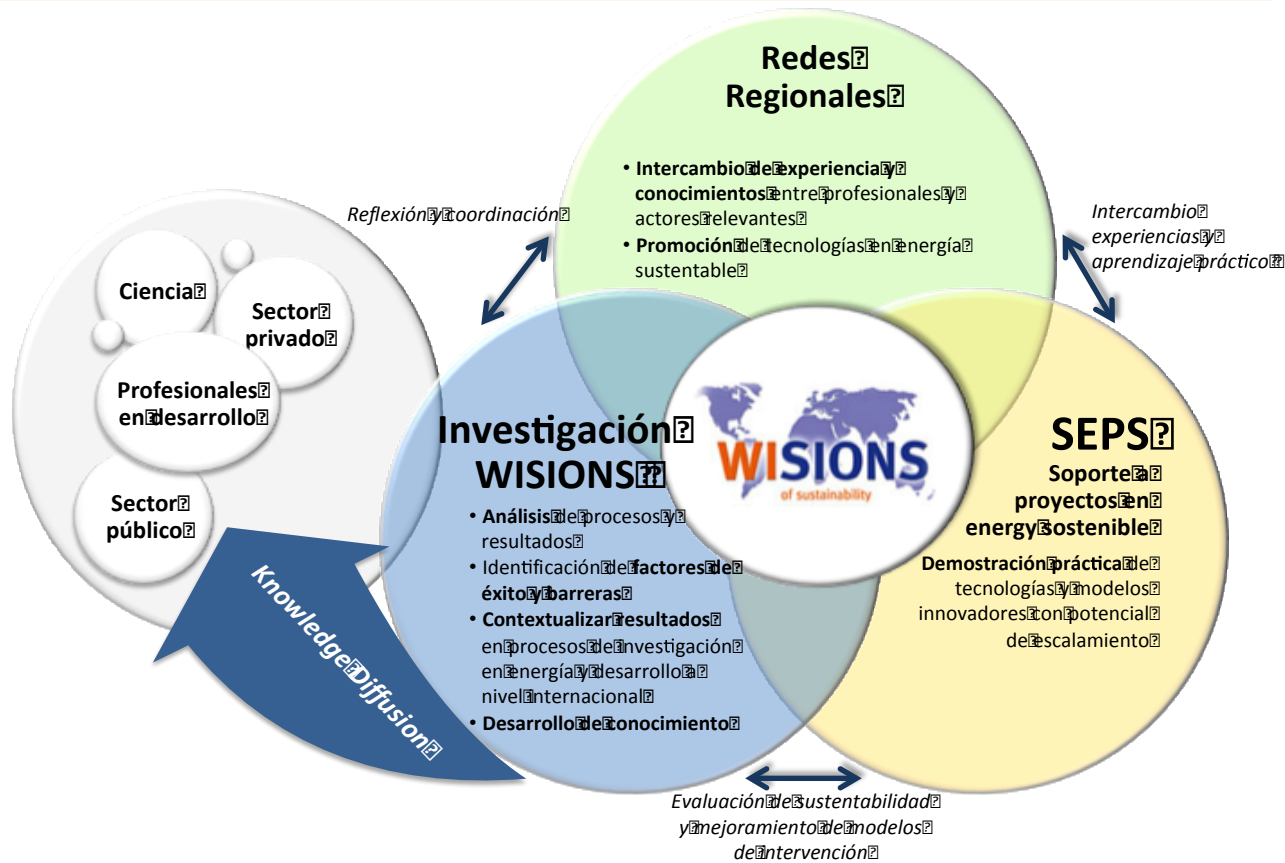 Redes
Regionales
• Intercambio de experiencia y
conocimientos entre profesionales y
actores relevantes
• Promoción de tecnologías en energía
sustentable
Reflexión y coordinación
Intercambio
experiencias y
aprendizaje práctico
Ciencia
Sector
privado
Profesionales
en desarrollo
Sector
público
Knowledge Diffusion
Investigación
WISIONS
• Análisis de procesos y
resultados
• Identificación de factores de
éxito y barreras
• Contextualizar resultados
en procesos de investigación
en energía y desarrollo a
nivel internacional
• Desarrollo de conocimiento
WISIONS
of sustainability
SEPS
Soporte a
proyectos en
energy sostenible
Demostración práctica de
tecnologías y modelos
innovadores con potencial
de escalamiento
Evaluación de sustentabilidad
y mejoramiento de modelos
de intervención